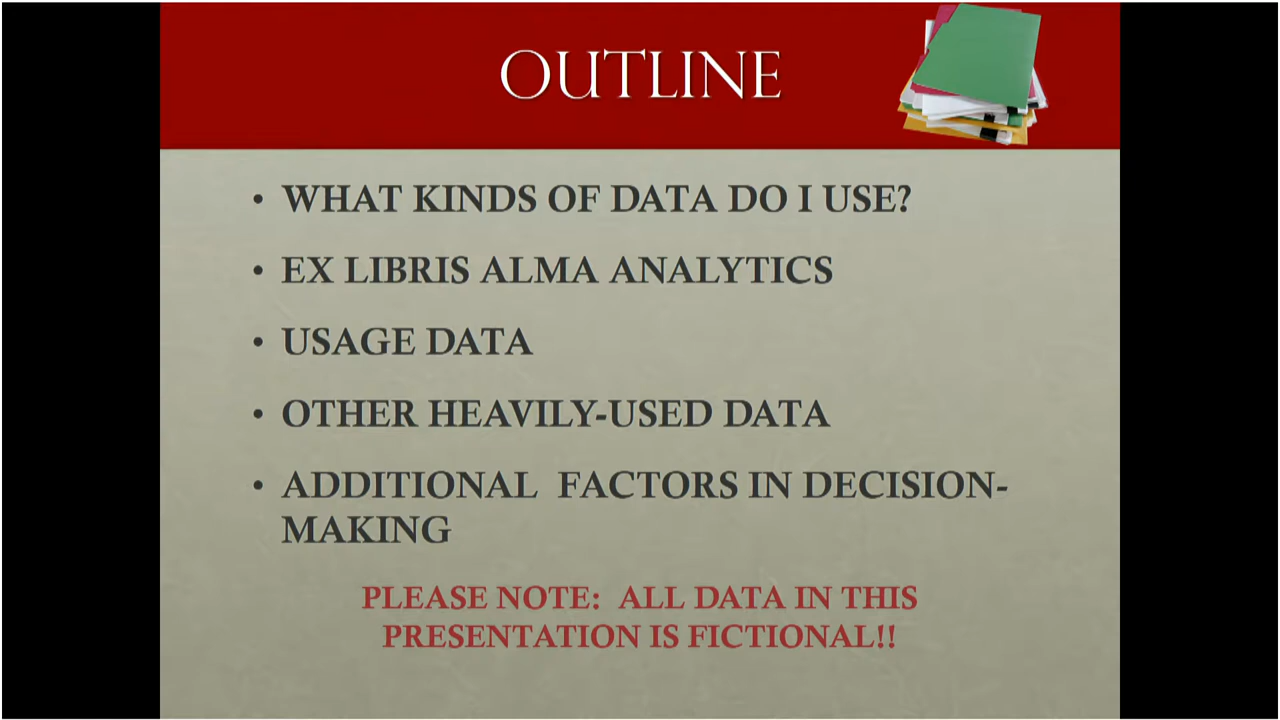 OUTLINE
• WHAT KINDS OF DATA DO I USE?
• EX LIBRIS ALMA ANALYTICS
• USAGE DATA
• OTHER HEAVILY-USED DATA
• ADDITIONAL  FACTORS IN DECISION-
MAKING
PLEASE NOTE:  ALL DATA IN THIS
PRESENTATION IS FICTIONAL!!